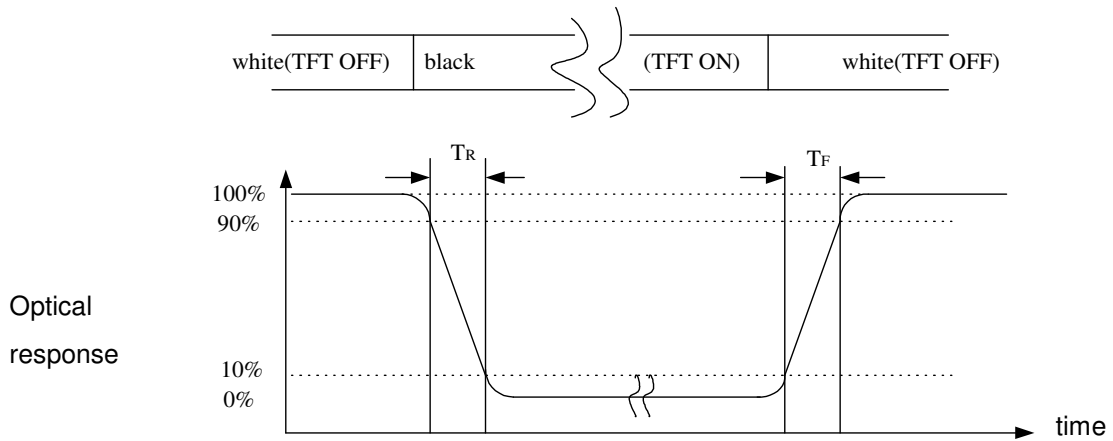 white(TFT OFF) black (TFT ON) white(TFT OFF)
TR TF
100%
90%
Optical
response
10%
0%
time